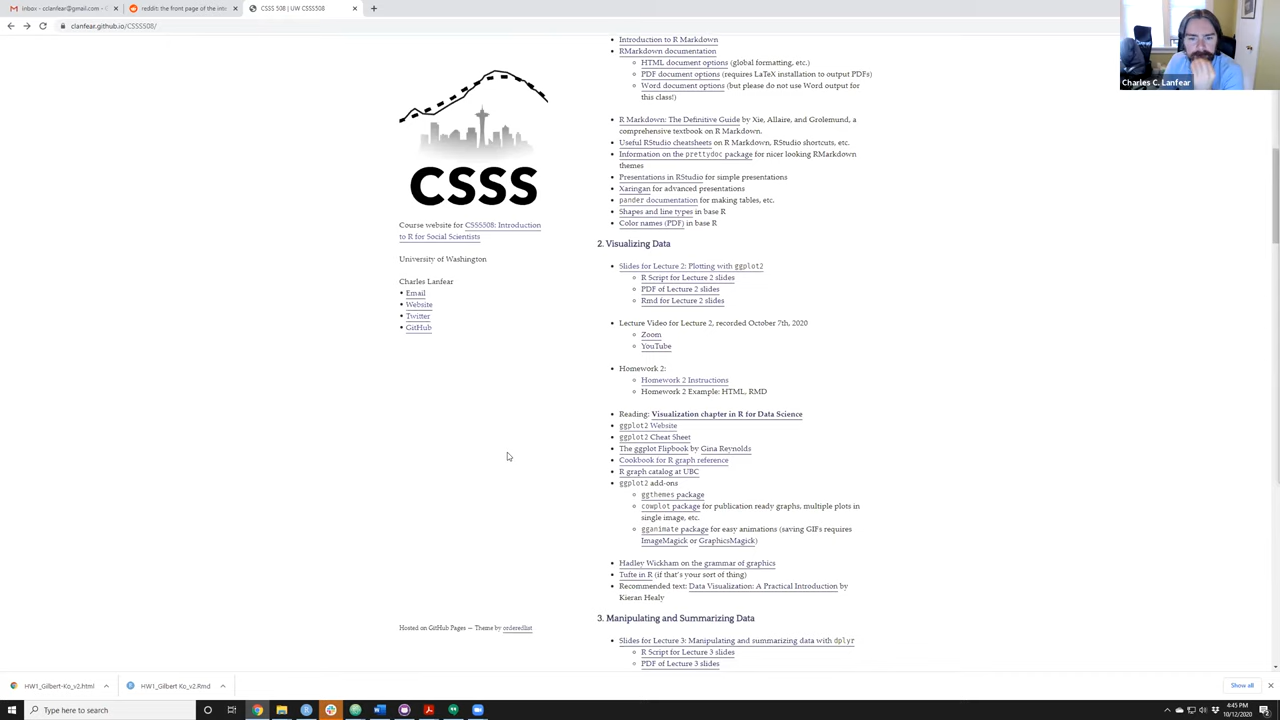 inbox - cclanfear@gmail.com
reddit: the front page of the inte
CSSS 508 | UW CSSS508
clanfear.github.io/CSSS508/
Charles C. Lanfear
CSSS
Course website for CSSS508: Introduction
to R for Social Scientists
University of Washington
Charles Lanfear
• Email
• Website
• Twitter
• GitHub
Hosted on GitHub Pages — Theme by orderedlist
Introduction to R Markdown
RMarkdown documentation
HTML document options (global formatting, etc.)
PDF document options (requires LaTeX installation to output PDFs)
Word document options (but please do not use Word output for
this class!)
R Markdown: The Definitive Guide by Xie, Allaire, and Grolemund, a
comprehensive textbook on R Markdown.
Useful RStudio cheatsheets on R Markdown, RStudio shortcuts, etc.
Information on the prettydoc package for nicer looking RMarkdown
themes
Presentations in RStudio for simple presentations
Xaringan for advanced presentations
pander documentation for making tables, etc.
Shapes and line types in base R
Color names (PDF) in base R
2. Visualizing Data
Slides for Lecture 2: Plotting with ggplot2
R Script for Lecture 2 slides
PDF of Lecture 2 slides
Rmd for Lecture 2 slides
Lecture Video for Lecture 2, recorded October 7th, 2020
Zoom
YouTube
Homework 2:
Homework 2 Instructions
Homework 2 Example: HTML, RMD
Reading: Visualization chapter in R for Data Science
ggplot2 Website
ggplot2 Cheat Sheet
The ggplot Flipbook by Gina Reynolds
Cookbook for R graph reference
R graph catalog at UBC
ggplot2 add-ons
ggthemes package
cowplot package for publication ready graphs, multiple plots in
single image, etc.
gganimate package for easy animations (saving GIFs requires
ImageMagick or GraphicsMagick)
Hadley Wickham on the grammar of graphics
Tufte in R (if that's your sort of thing)
Recommended text: Data Visualization: A Practical Introduction by
Kieran Healy
3. Manipulating and Summarizing Data
Slides for Lecture 3: Manipulating and summarizing data with dplyr
R Script for Lecture 3 slides
PDF of Lecture 3 slides
HW1_Gilbert-Ko_v2.html
HW1_Gilbert Ko_v2.Rmd
Show all
Type here to search
4:45 PM
10/12/2020